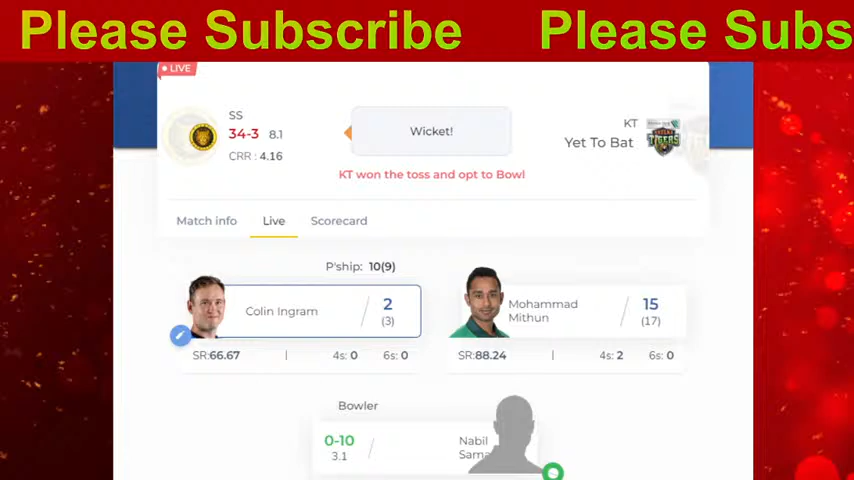 Please Subscribe Please Subs
LIVE
SS
34-3 8.1
CRR : 4.16
Wicket!
KT
Yet To Bat
TIGERS
KT won the toss and opt to Bowl
Match info Live Scorecard
P'ship: 10(9)
Colin Ingram
2
(3)
Mohammad
Mithun
15
(17)
SR:66.67 | 4s: 0 6s: 0
SR:88.24 | 4s: 2 6s: 0
Bowler
0-10
3.1
Nabil
Sama